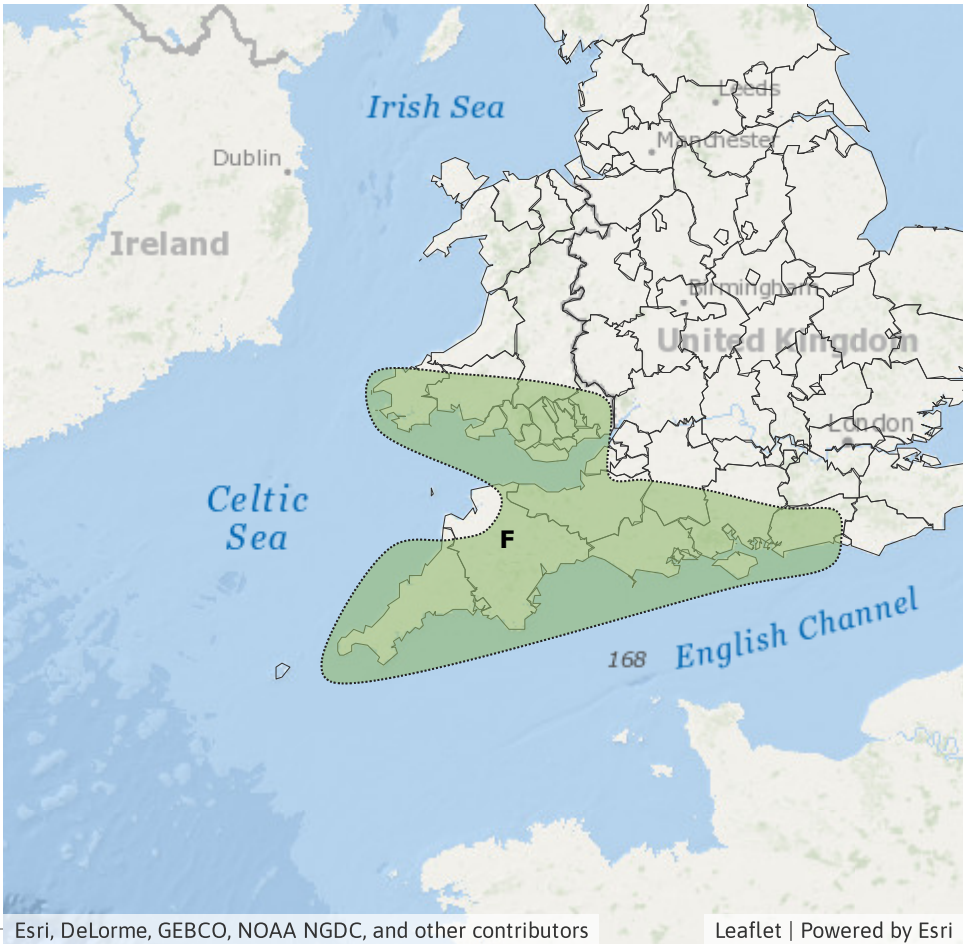 Leeds
Irish Sea
Manchester
Dublin
Ireland
Birmingham
United Kingdom
London
Celtic
Sea
F
English Channel
168
Esri, DeLorme, GEBCO, NOAA NGDC, and other contributors
Leaflet | Powered by Esri